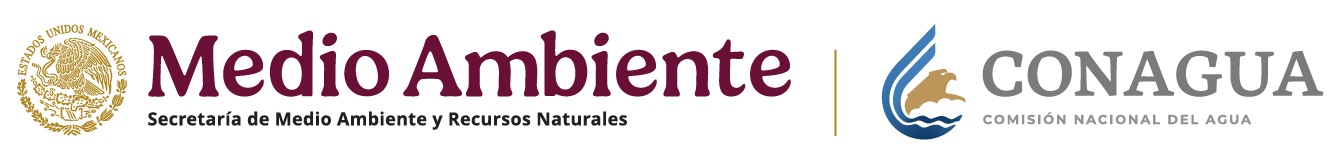 ESTADOS UNIDOS MEXICANOS
Medio Ambiente
Secretaría de Medio Ambiente y Recursos Naturales
CONAGUA
COMISIÓN NACIONAL DEL AGUA